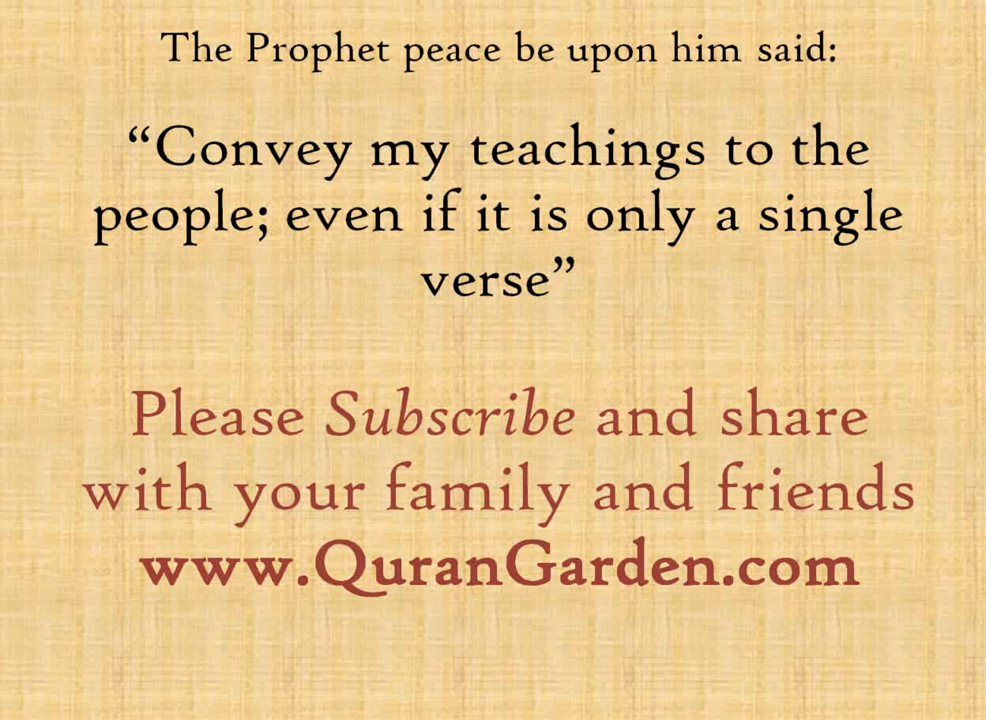 The Prophet peace be upon him said:
“Convey my teachings to the
people; even if it is only a single
verse”
Please Subscribe and share
with your family and friends
www.QuranGarden.com